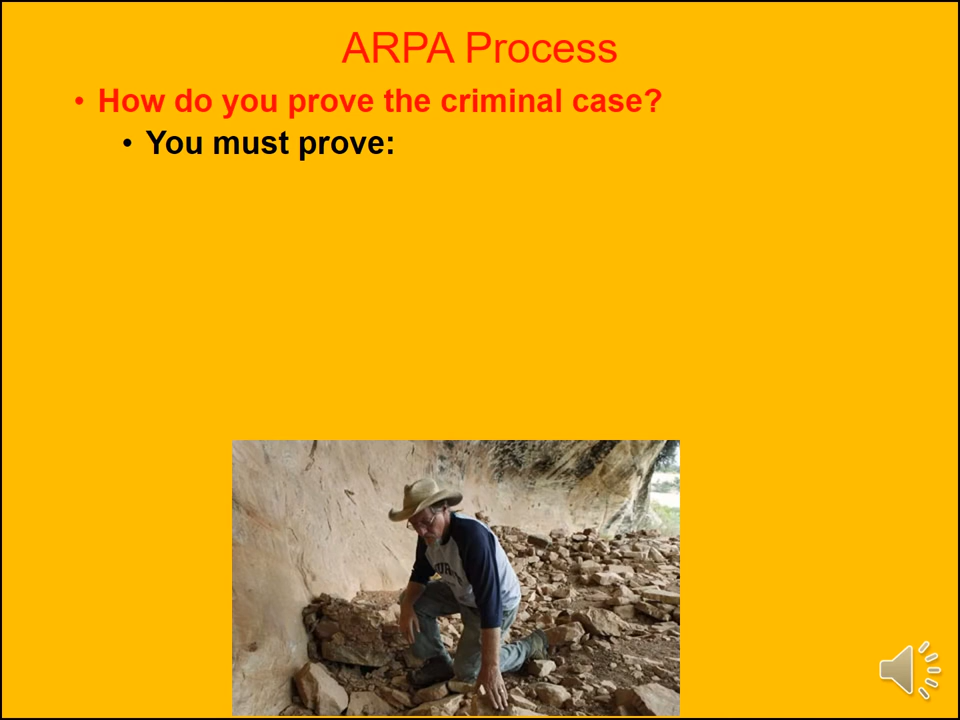 ARPA Process
• How do you prove the criminal case?
• You must prove: